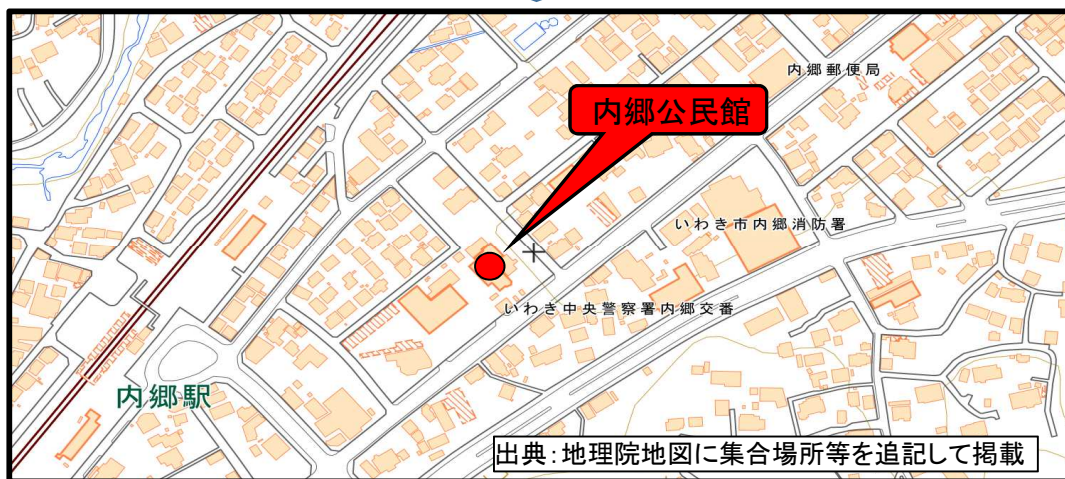 内郷郵便局
内郷公民館
いわき市内郷消防署
いわき中央警察署内郷交番
内郷駅
出典：地理院地図に集合場所等を追記して掲載